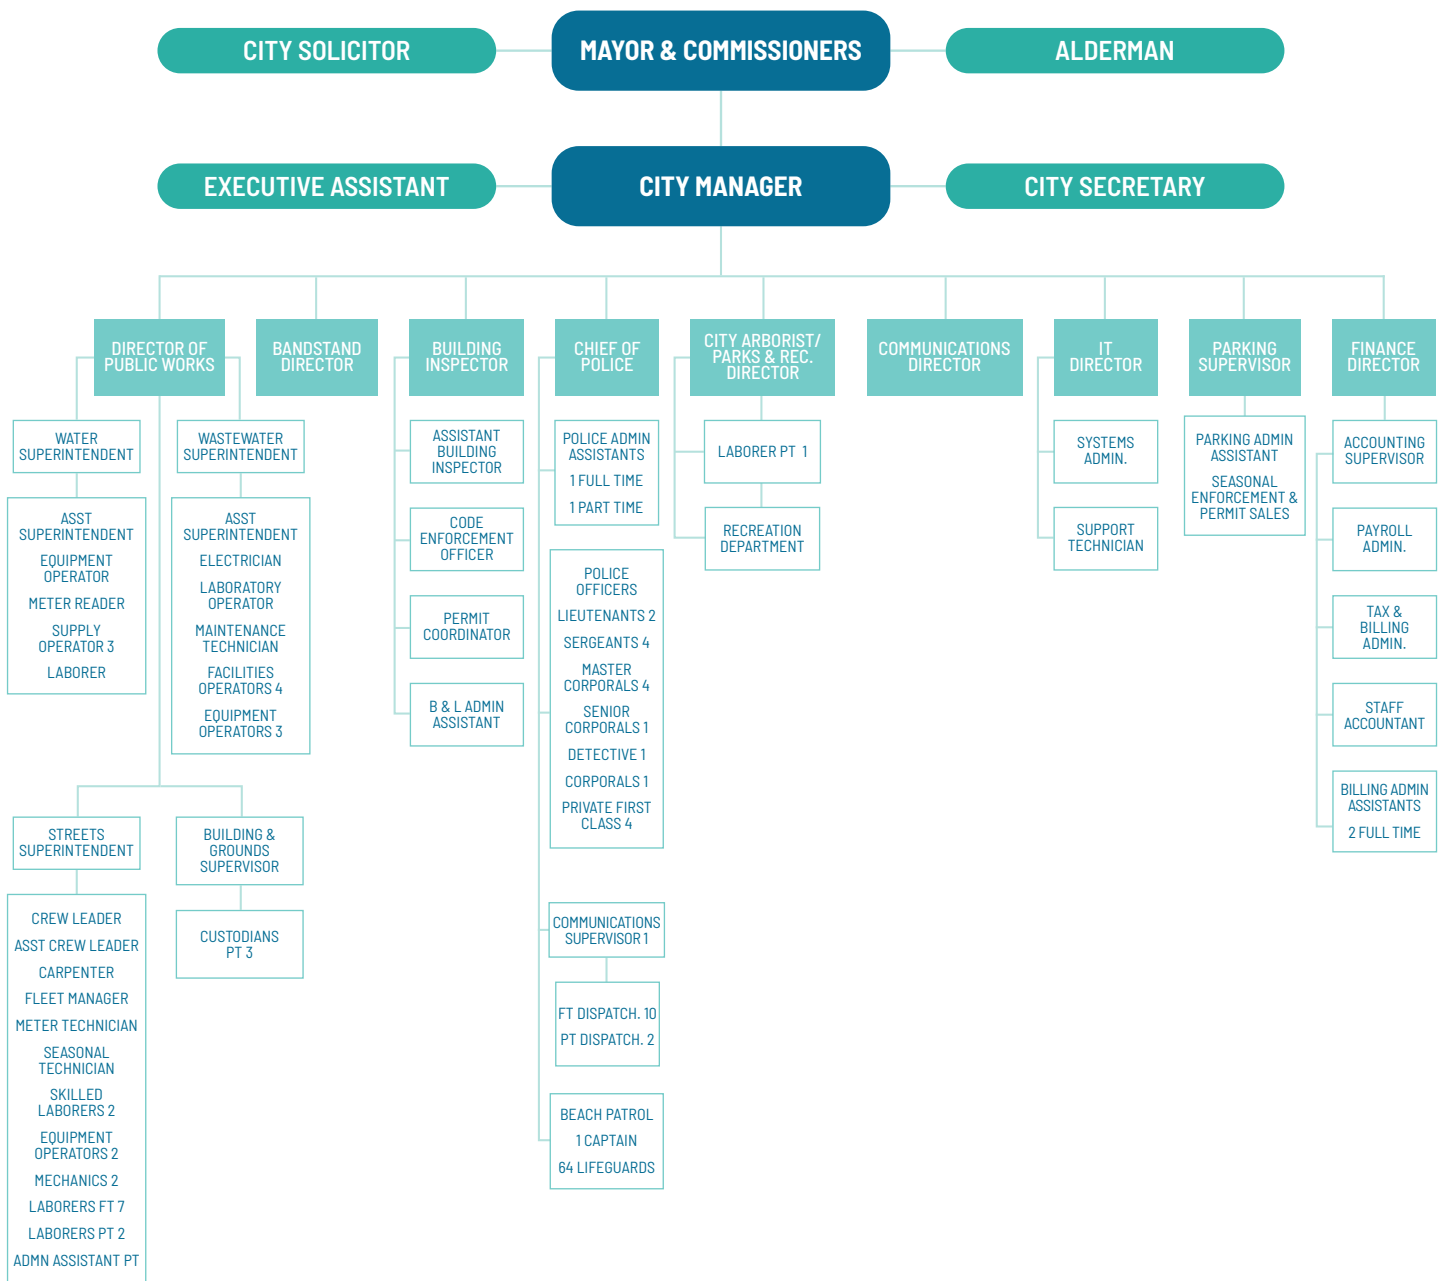 CITY SOLICITOR
MAYOR & COMMISSIONERS
ALDERMAN
EXECUTIVE ASSISTANT
CITY MANAGER
CITY SECRETARY
DIRECTOR OF
PUBLIC WORKS
BANDSTAND
DIRECTOR
BUILDING
INSPECTOR
CHIEF OF
POLICE
CITY ARBORIST/
PARKS & REC.
DIRECTOR
COMMUNICATIONS
DIRECTOR
IT
DIRECTOR
PARKING
SUPERVISOR
FINANCE
DIRECTOR
WATER
SUPERINTENDENT
ASST
SUPERINTENDENT
EQUIPMENT
OPERATOR
METER READER
SUPPLY
OPERATOR 3
LABORER
WASTEWATER
SUPERINTENDENT
ASST
SUPERINTENDENT
ELECTRICIAN
LABORATORY
OPERATOR
MAINTENANCE
TECHNICIAN
FACILITIES
OPERATORS 4
EQUIPMENT
OPERATORS 3
STREETS
SUPERINTENDENT
CREW LEADER
ASST CREW LEADER
CARPENTER
FLEET MANAGER
METER TECHNICIAN
SEASONAL
TECHNICIAN
SKILLED
LABORERS 2
EQUIPMENT
OPERATORS 2
MECHANICS 2
LABORERS FT 7
LABORERS PT 2
ADMN ASSISTANT PT
BUILDING &
GROUNDS
SUPERVISOR
CUSTODIANS
PT 3
ASSISTANT
BUILDING
INSPECTOR
CODE
ENFORCEMENT
OFFICER
PERMIT
COORDINATOR
B & L ADMIN
ASSISTANT
POLICE ADMIN
ASSISTANTS
1 FULL TIME
1 PART TIME
POLICE
OFFICERS
LIEUTENANTS 2
SERGEANTS 4
MASTER
CORPORALS 4
SENIOR
CORPORALS 1
DETECTIVE 1
CORPORALS 1
PRIVATE FIRST
CLASS 4
COMMUNICATIONS
SUPERVISOR 1
FT DISPATCH. 10
PT DISPATCH. 2
BEACH PATROL
1 CAPTAIN
64 LIFEGUARDS
LABORER PT 1
RECREATION
DEPARTMENT
SYSTEMS
ADMIN.
SUPPORT
TECHNICIAN
PARKING ADMIN
ASSISTANT
SEASONAL
ENFORCEMENT &
PERMIT SALES
ACCOUNTING
SUPERVISOR
PAYROLL
ADMIN.
TAX &
BILLING
ADMIN.
STAFF
ACCOUNTANT
BILLING ADMIN
ASSISTANTS
2 FULL TIME